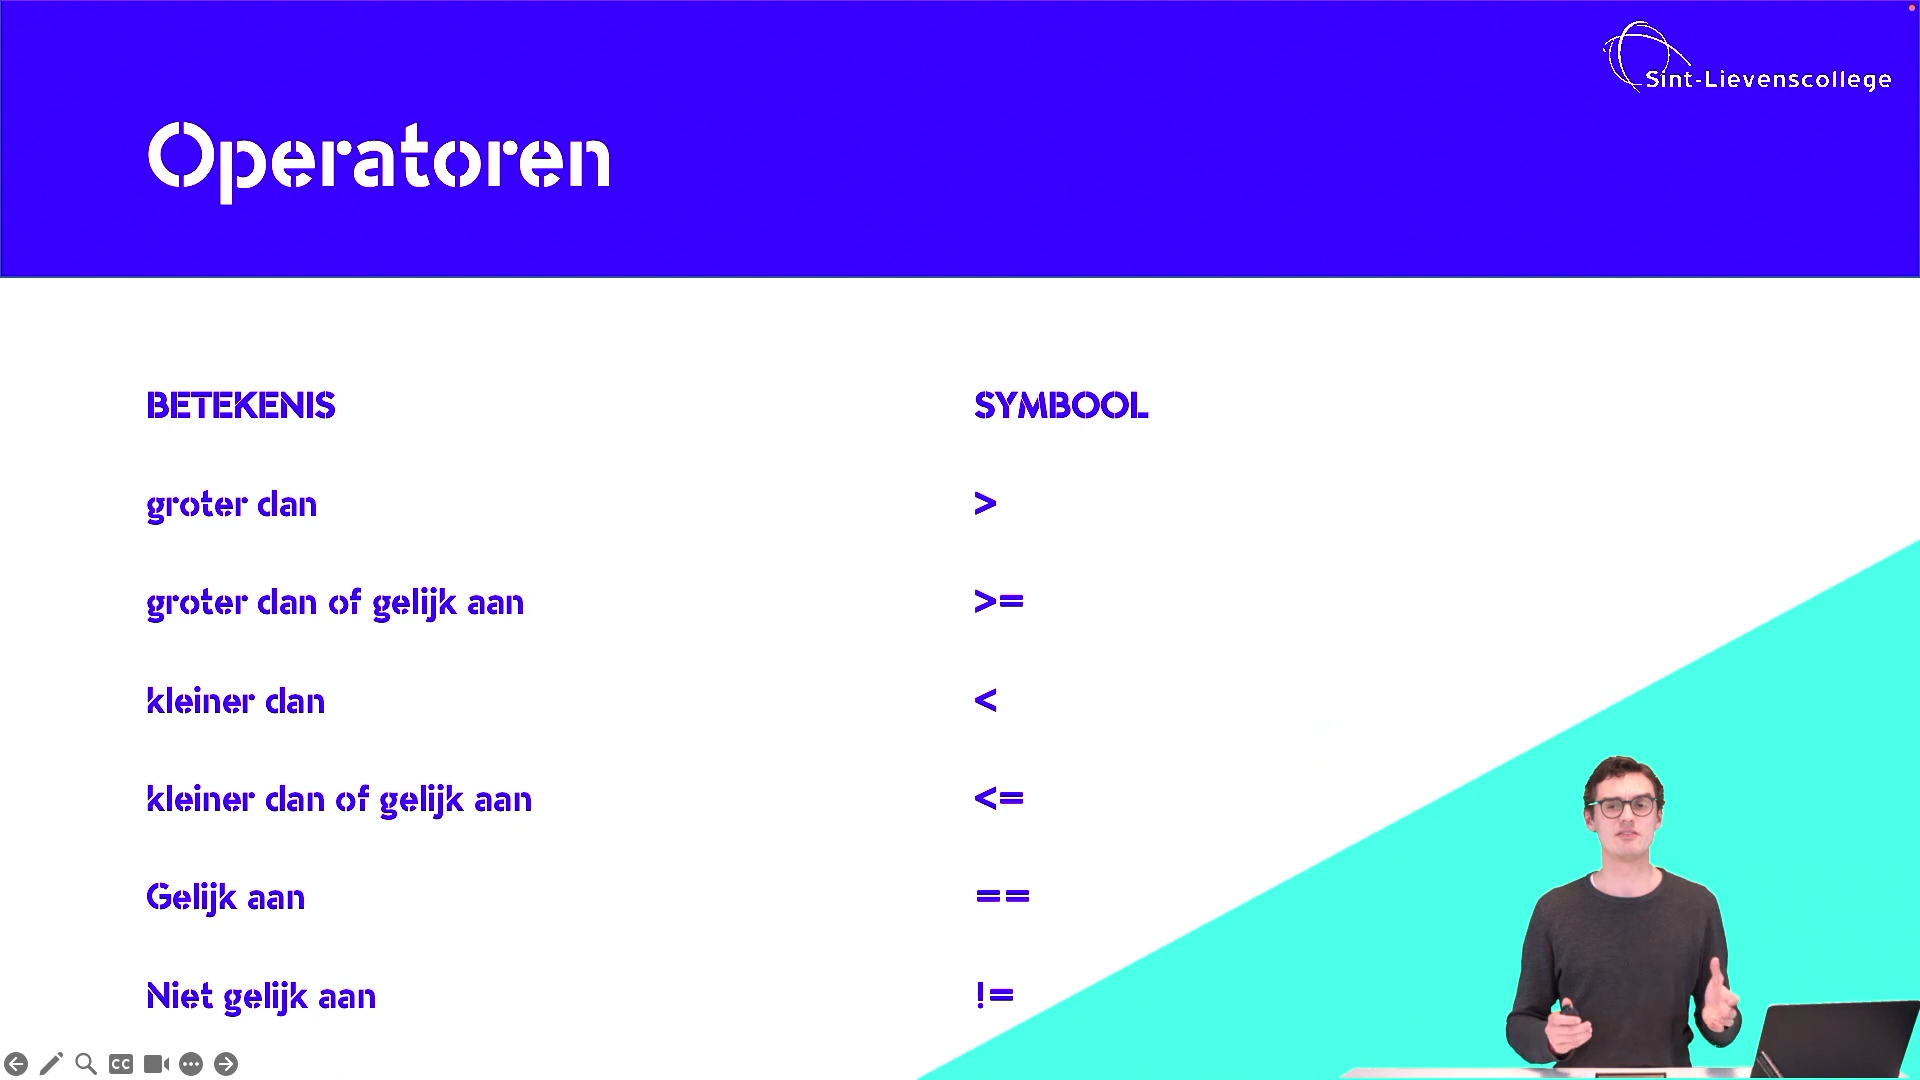 Sint-Lievenscollege
Operatoren
BETEKENIS SYMBOOL
groter dan >
groter dan of gelijk aan >=
kleiner dan <
kleiner dan of gelijk aan <=
Gelijk aan ==
Niet gelijk aan !=
CC